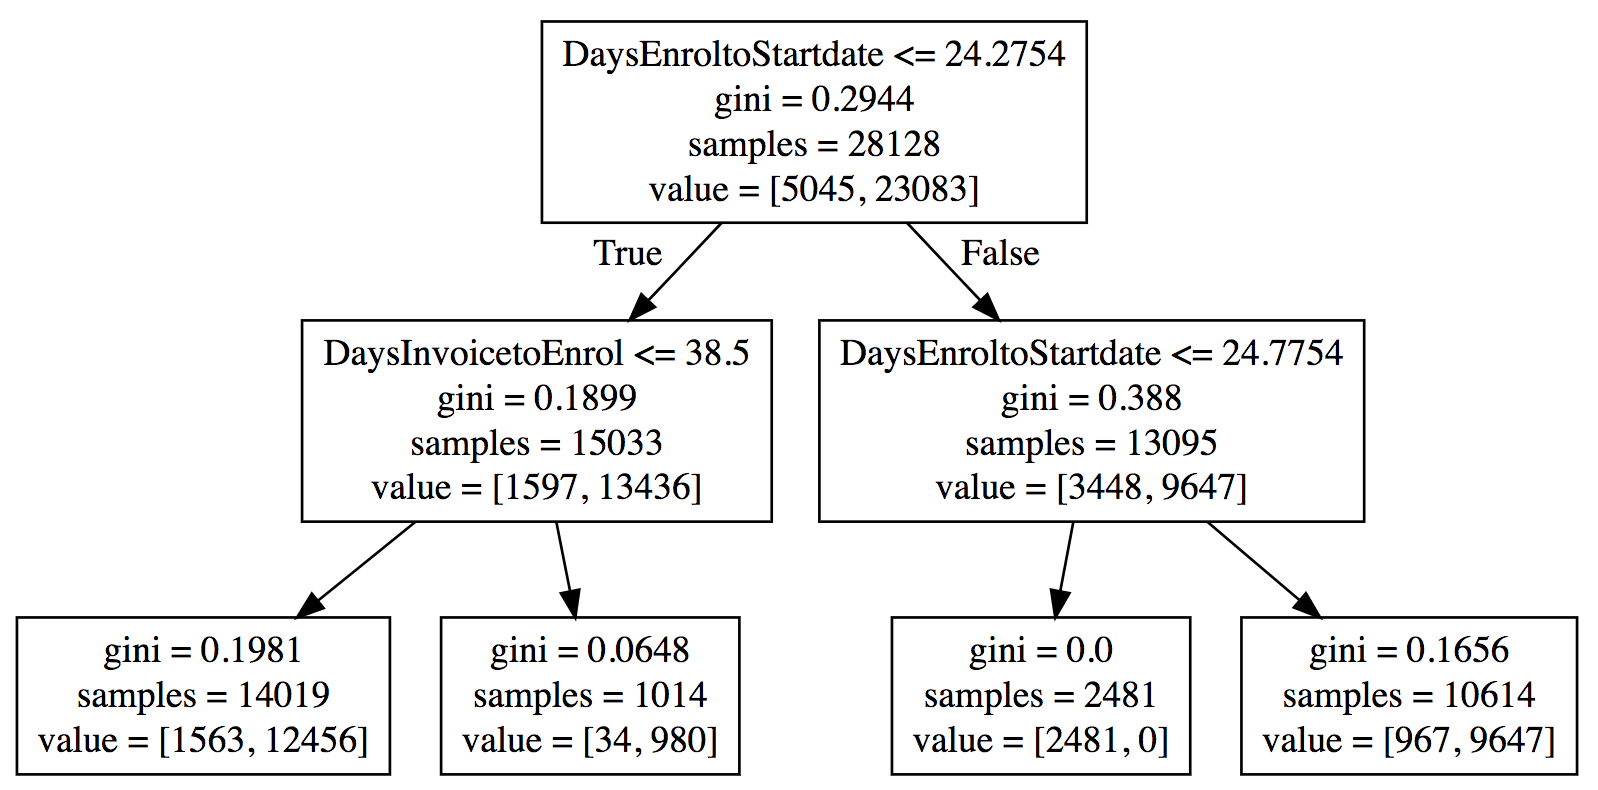 DaysEnroltoStartdate <= 24.2754
gini = 0.2944
samples = 28128
value = [5045, 23083]
True
False
DaysInvoicetoEnrol <= 38.5
gini = 0.1899
samples = 15033
value = [1597, 13436]
DaysEnroltoStartdate <= 24.7754
gini = 0.388
samples = 13095
value = [3448, 9647]
gini = 0.1981
samples = 14019
value = [1563, 12456]
gini = 0.0648
samples = 1014
value = [34, 980]
gini = 0.0
samples = 2481
value = [2481, 0]
gini = 0.1656
samples = 10614
value = [967, 9647]